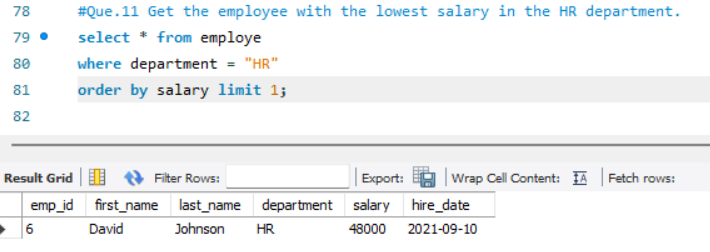 78 #Que.11 Get the employee with the lowest salary in the HR department.
79 select * from employe
80 where department = "HR"
81 order by salary limit 1;
82
Result Grid Filter Rows: Export: Wrap Cell Content: IA Fetch rows:
emp_id first_name last_name department salary hire_date
6 David Johnson HR 48000 2021-09-10